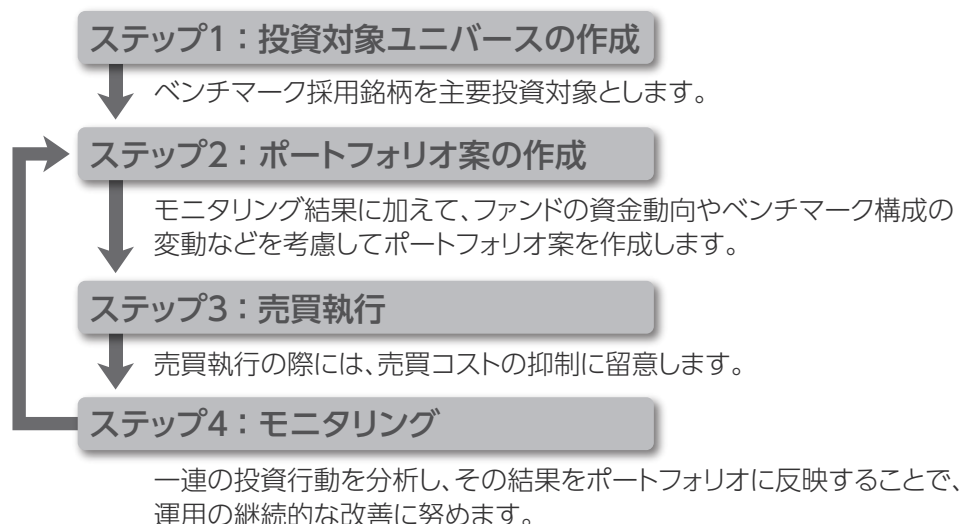 ステップ1：投資対象ユニバースの作成
ベンチマーク採用銘柄を主要投資対象とします。
ステップ2：ポートフォリオ案の作成
モニタリング結果に加えて、ファンドの資金動向やベンチマーク構成の
変動などを考慮してポートフォリオ案を作成します。
ステップ3：売買執行
売買執行の際には、売買コストの抑制に留意します。
ステップ4：モニタリング
一連の投資行動を分析し、その結果をポートフォリオに反映することで、
運用の継続的な改善に努めます。